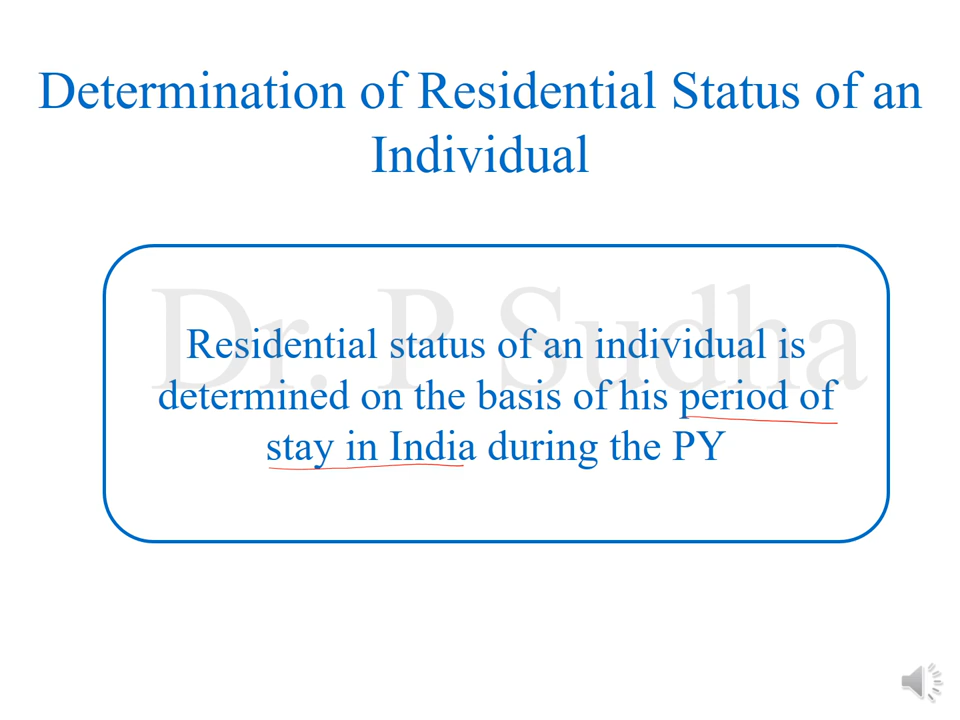 Determination of Residential Status of an
Individual
Dr. P Sudha
Residential status of an individual is
determined on the basis of his period of
stay in India during the PY